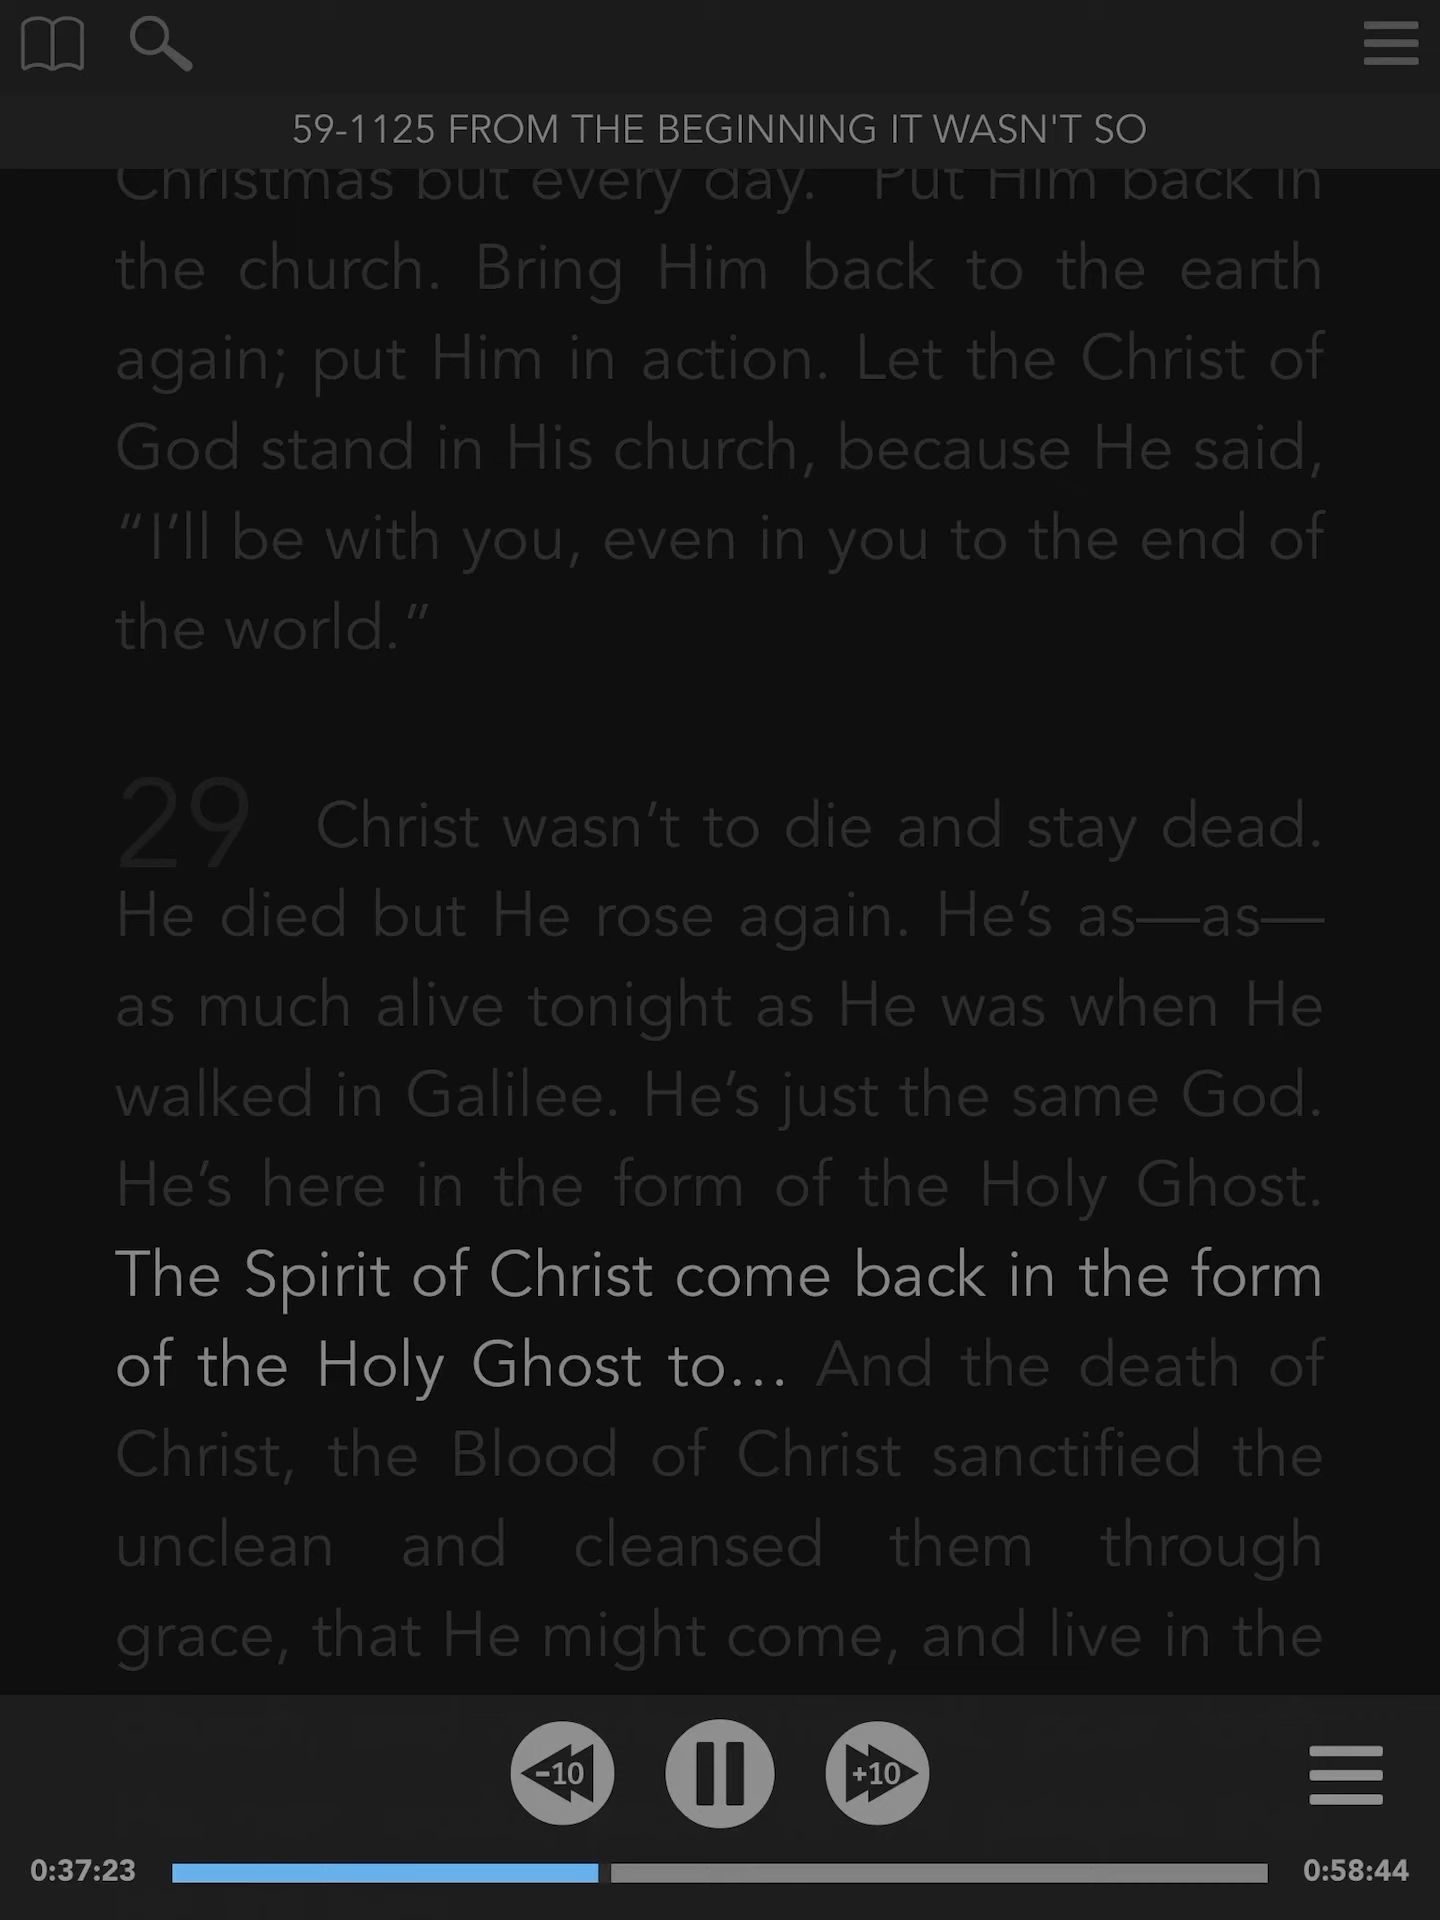 59-1125 FROM THE BEGINNING IT WASN'T SO
Christmas but every day.” Put Him back in
the church. Bring Him back to the earth
again; put Him in action. Let the Christ of
God stand in His church, because He said,
“I’ll be with you, even in you to the end of
the world.”
29 Christ wasn’t to die and stay dead.
He died but He rose again. He’s as—as—
as much alive tonight as He was when He
walked in Galilee. He’s just the same God.
He’s here in the form of the Holy Ghost.
The Spirit of Christ come back in the form
of the Holy Ghost to… And the death of
Christ, the Blood of Christ sanctified the
unclean and cleansed them through
grace, that He might come, and live in the
-10 +10
0:37:23 0:58:44